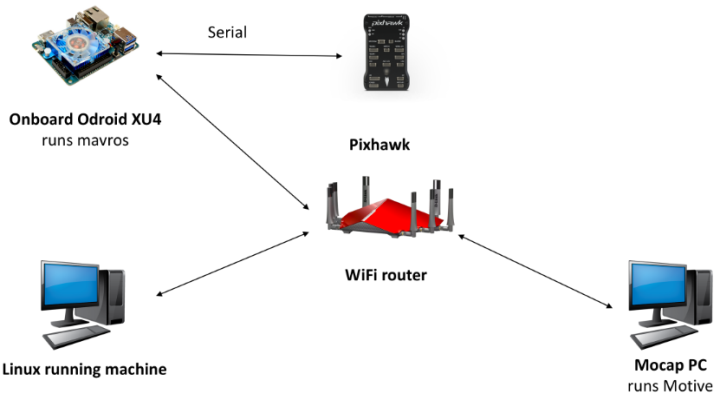 Serial
pixhawk
Onboard Odroid XU4
runs mavros
Pixhawk
WiFi router
Linux running machine
Mocap PC
runs Motive